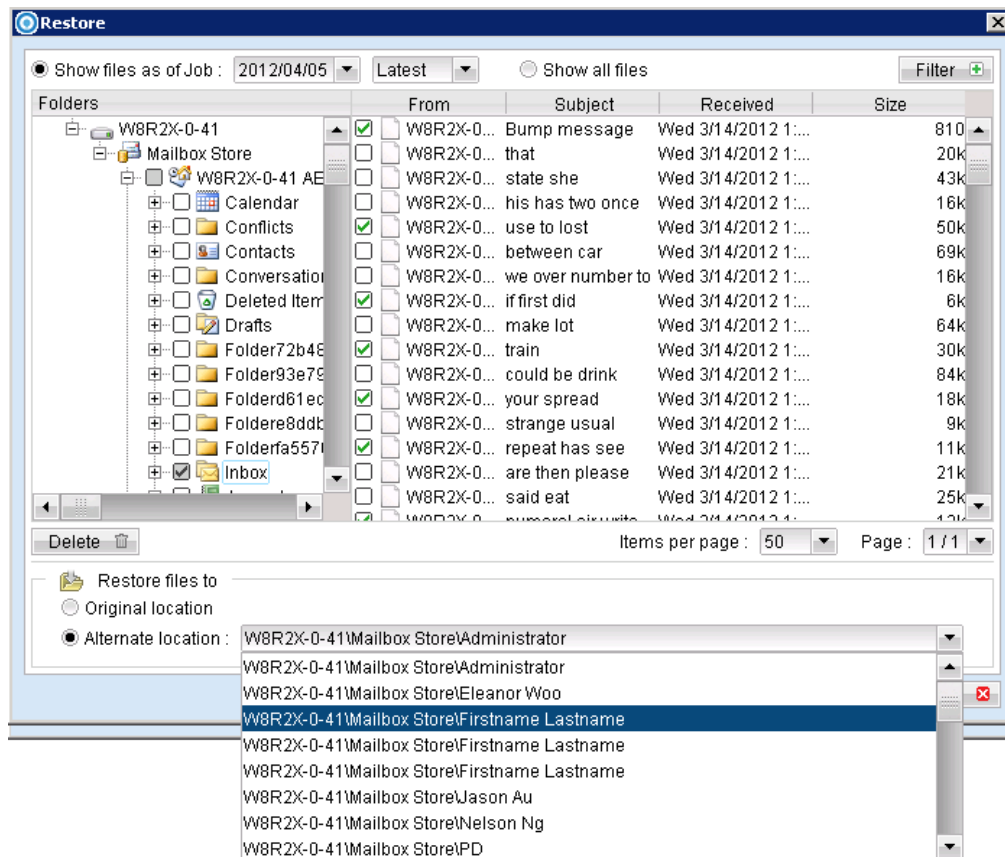 Restore
Show files as of Job : 2012/04/05 Latest Show all files Filter
Folders From Subject Received Size
W8R2X-0-41
Mailbox Store
W8R2X-0-41 AE
Calendar
Conflicts
Contacts
Conversation
Deleted Item
Drafts
Folder72b48
Folder93e79
Folderd61ec
Foldere8ddb
Folderfa557
Inbox
W8R2X-0... Bump message Wed 3/14/2012 1:... 810
W8R2X-0... that Wed 3/14/2012 1:... 20k
W8R2X-0... state she Wed 3/14/2012 1:... 43k
W8R2X-0... his has two once Wed 3/14/2012 1:... 16k
W8R2X-0... use to lost Wed 3/14/2012 1:... 50k
W8R2X-0... between car Wed 3/14/2012 1:... 69k
W8R2X-0... we over number to Wed 3/14/2012 1:... 16k
W8R2X-0... if first did Wed 3/14/2012 1:... 6k
W8R2X-0... make lot Wed 3/14/2012 1:... 64k
W8R2X-0... train Wed 3/14/2012 1:... 30k
W8R2X-0... could be drink Wed 3/14/2012 1:... 84k
W8R2X-0... your spread Wed 3/14/2012 1:... 18k
W8R2X-0... strange usual Wed 3/14/2012 1:... 9k
W8R2X-0... repeat has see Wed 3/14/2012 1:... 11k
W8R2X-0... are then please Wed 3/14/2012 1:... 21k
W8R2X-0... said eat Wed 3/14/2012 1:... 25k
Delete Items per page : 50 Page : 1 / 1
Restore files to
Original location
Alternate location : W8R2X-0-41\Mailbox Store\Administrator
W8R2X-0-41\Mailbox Store\Administrator
W8R2X-0-41\Mailbox Store\Eleanor Woo
W8R2X-0-41\Mailbox Store\Firstname Lastname
W8R2X-0-41\Mailbox Store\Firstname Lastname
W8R2X-0-41\Mailbox Store\Firstname Lastname
W8R2X-0-41\Mailbox Store\Jason Au
W8R2X-0-41\Mailbox Store\Nelson Ng
W8R2X-0-41\Mailbox Store\PD